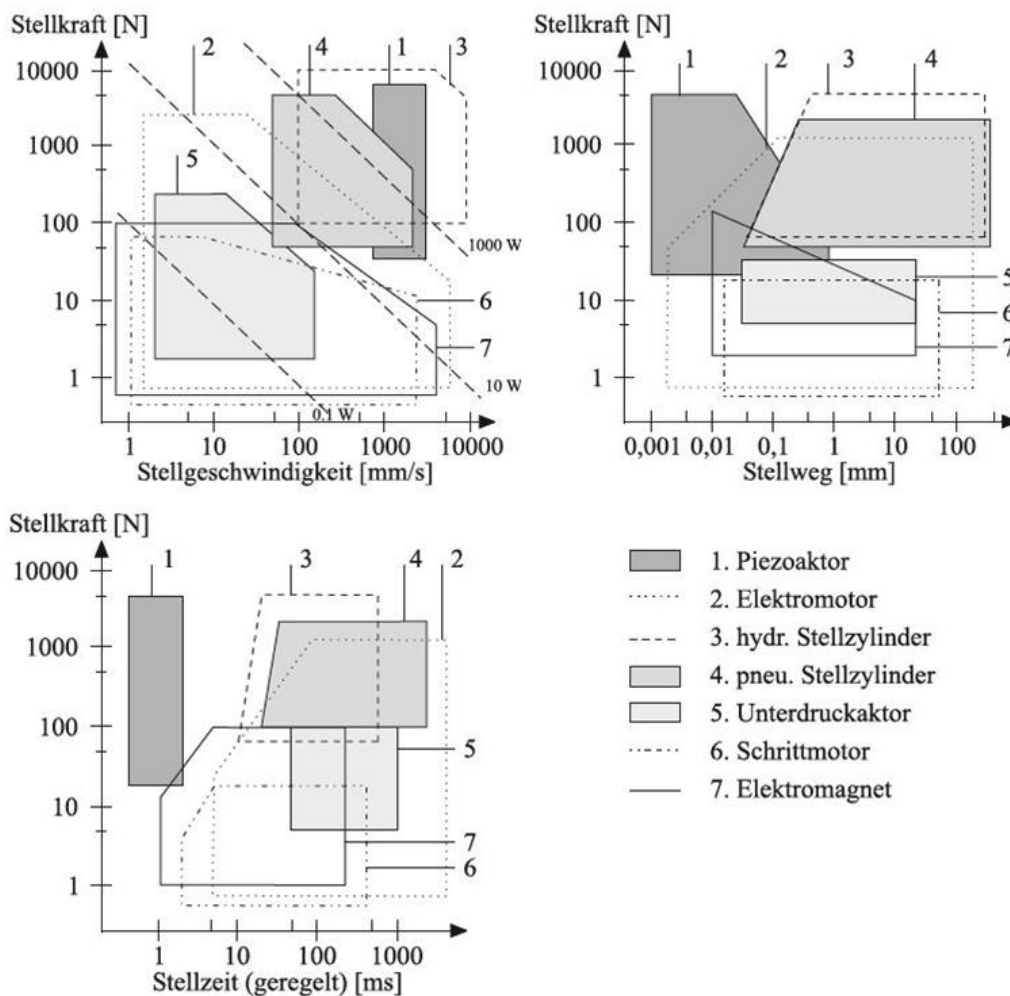 Stellkraft [N]
2 4 1 3
10000
1000
5
100
1000 W
10
6
7
1
10 W
0.1 W
1 10 100 1000 10000
Stellgeschwindigkeit [mm/s]
Stellkraft [N]
1 2 3 4
10000
1000
100
5
10
6
7
1
0,001 0,01 0,1 1 10 100
Stellweg [mm]
Stellkraft [N]
1 3 4 2
10000
1000
100
5
10
7
6
1
1 10 100 1000
Stellzeit (geregelt) [ms]
1. Piezoaktor
2. Elektromotor
3. hydr. Stellzylinder
4. pneu. Stellzylinder
5. Unterdruckaktor
6. Schrittmotor
7. Elektromagnet